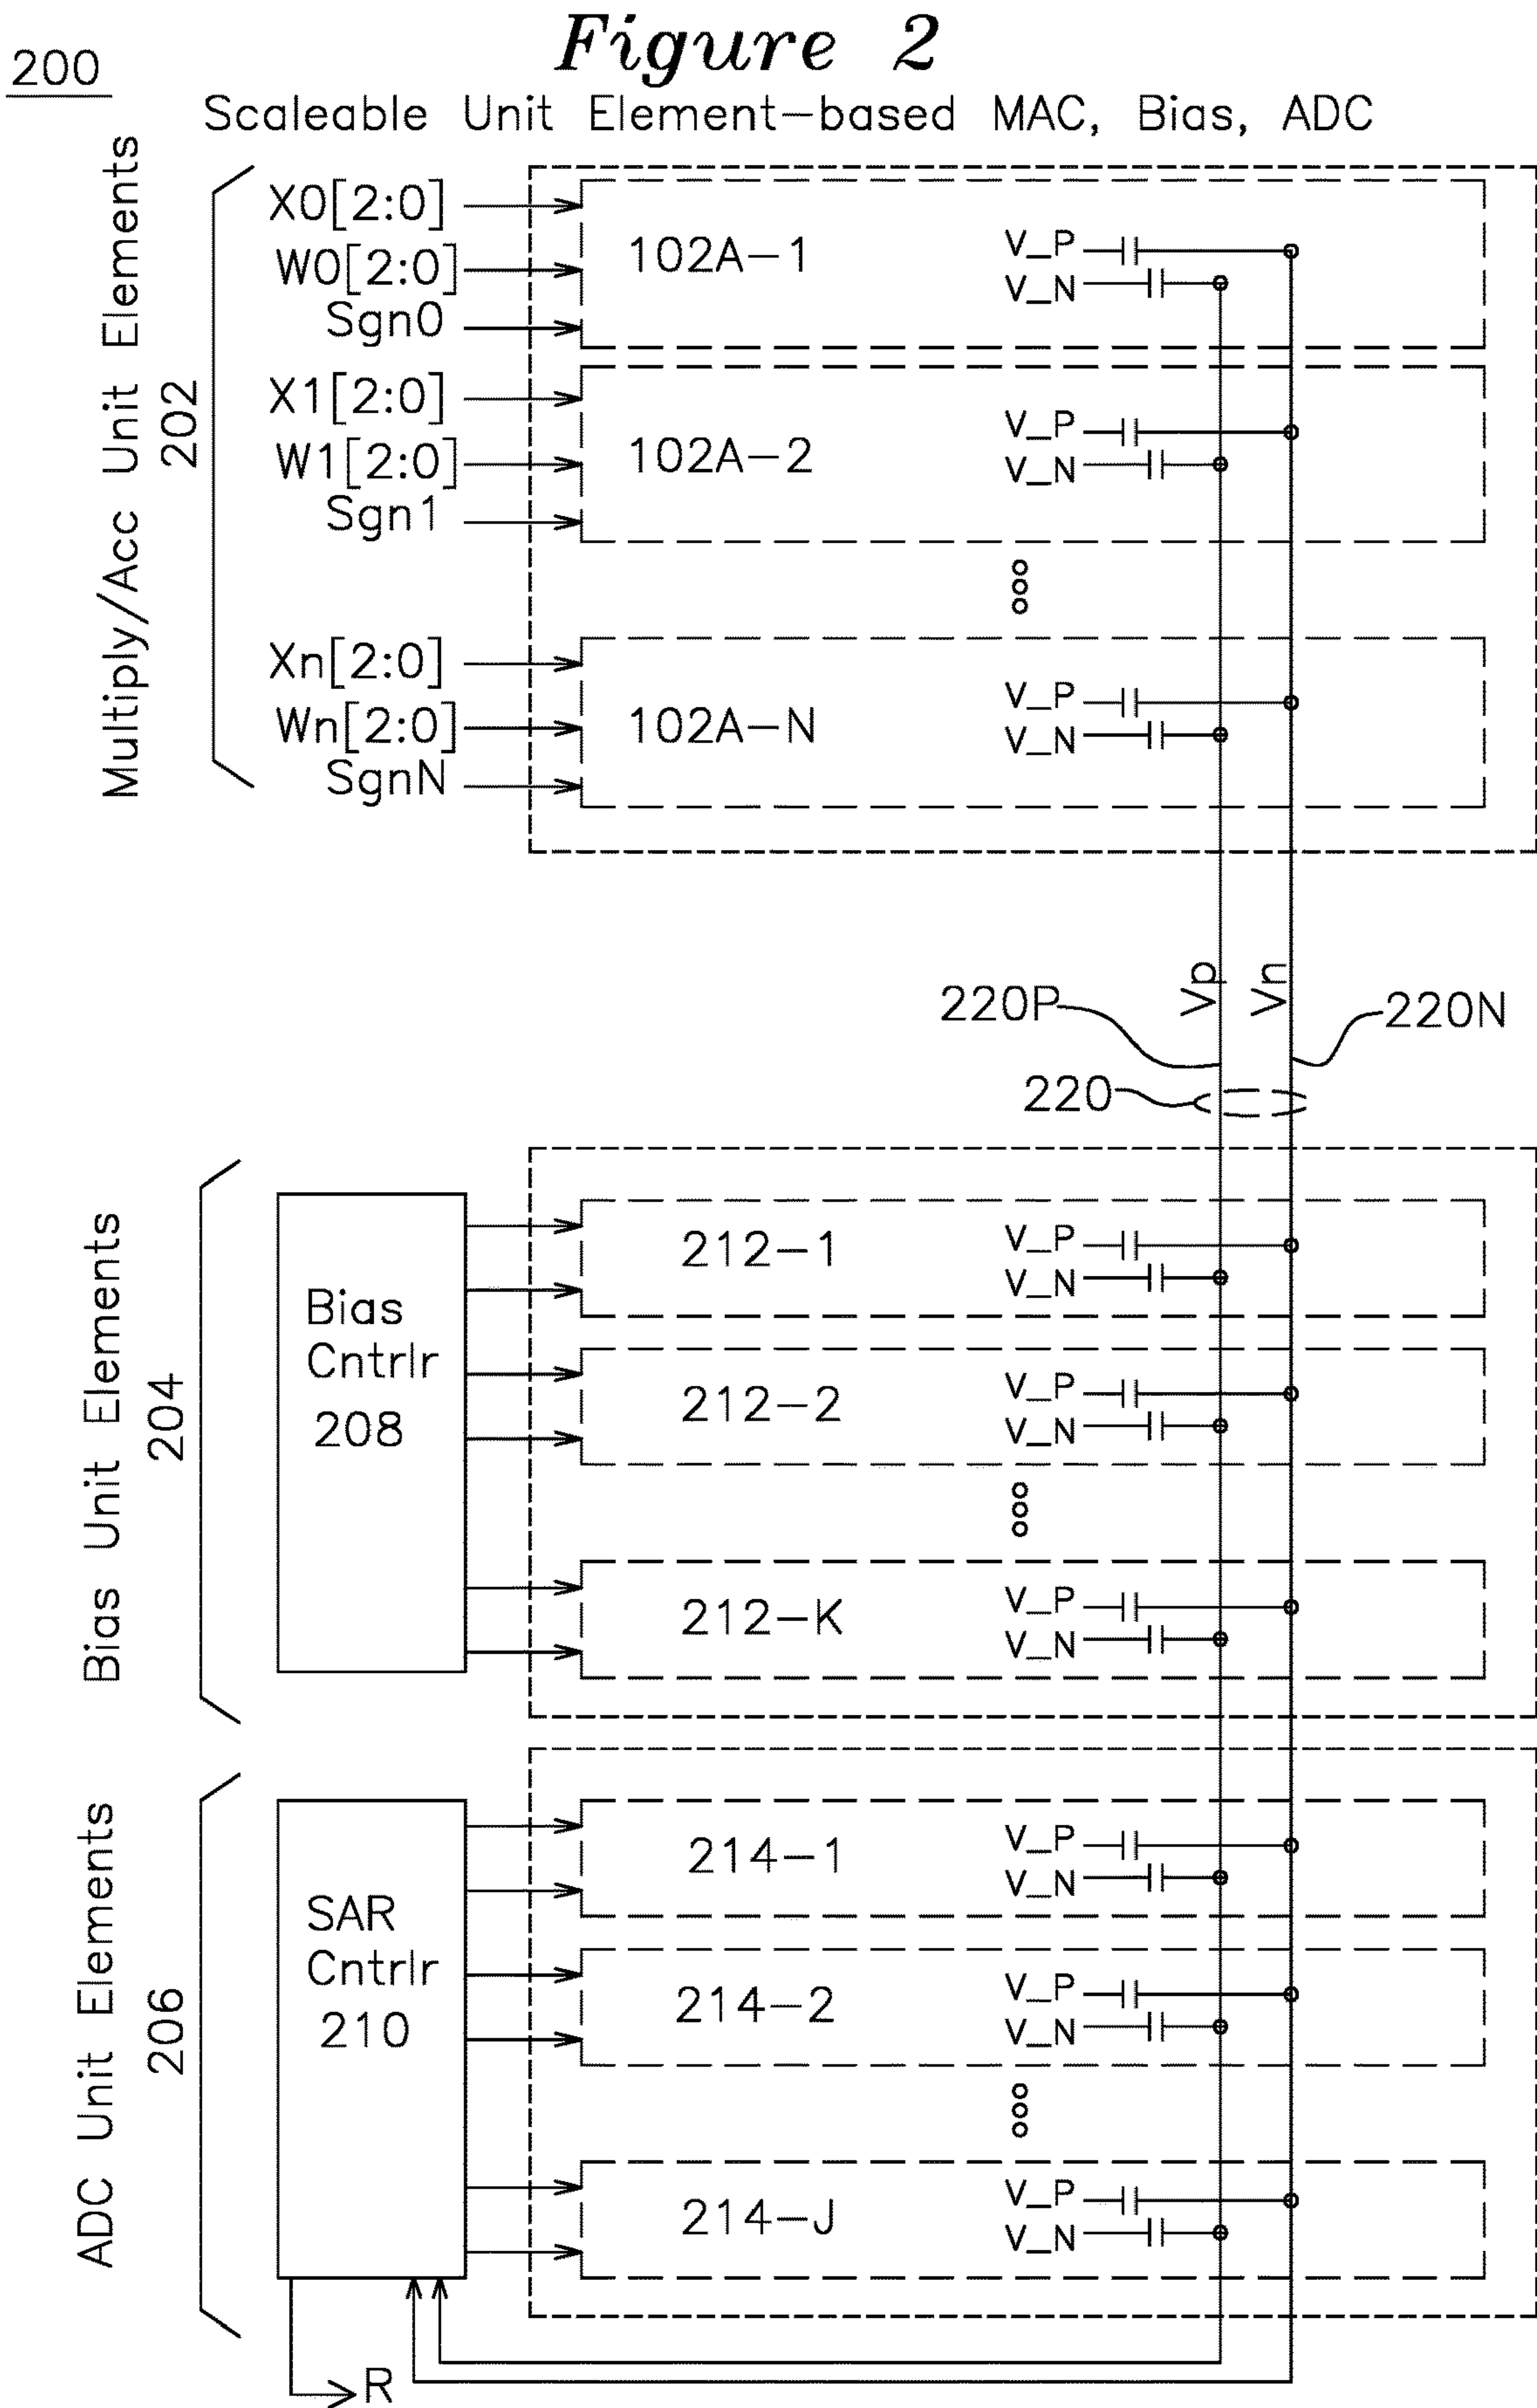 Figure 2
200
Scaleable Unit Element-based MAC, Bias, ADC
Multiply/Acc Unit Elements
202
X0[2:0]
W0[2:0]
Sgn0
102A-1
V_P
V_N
X1[2:0]
W1[2:0]
Sgn1
102A-2
V_P
V_N
Xn[2:0]
Wn[2:0]
SgnN
102A-N
V_P
V_N
Vp
Vn
220P
220N
220
Bias Unit Elements
204
Bias
Cntrlr
208
212-1
V_P
V_N
212-2
V_P
V_N
212-K
V_P
V_N
ADC Unit Elements
206
SAR
Cntrlr
210
214-1
V_P
V_N
214-2
V_P
V_N
214-J
V_P
V_N
R